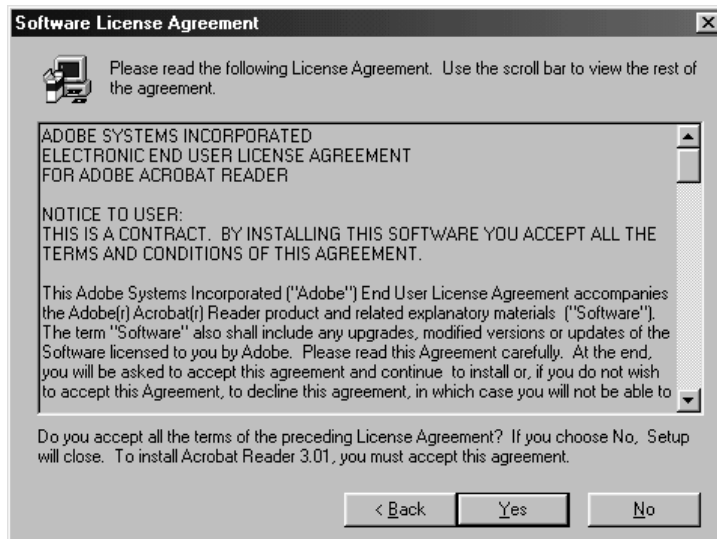 Software License Agreement
Please read the following License Agreement. Use the scroll bar to view the rest of
the agreement.
ADOBE SYSTEMS INCORPORATED
ELECTRONIC END USER LICENSE AGREEMENT
FOR ADOBE ACROBAT READER
NOTICE TO USER:
THIS IS A CONTRACT. BY INSTALLING THIS SOFTWARE YOU ACCEPT ALL THE
TERMS AND CONDITIONS OF THIS AGREEMENT.
This Adobe Systems Incorporated ("Adobe") End User License Agreement accompanies
the Adobe(r) Acrobat(r) Reader product and related explanatory materials ("Software").
The term "Software" also shall include any upgrades, modified versions or updates of the
Software licensed to you by Adobe. Please read this Agreement carefully. At the end,
you will be asked to accept this agreement and continue to install or, if you do not wish
to accept this Agreement, to decline this agreement, in which case you will not be able to
Do you accept all the terms of the preceding License Agreement? If you choose No, Setup
will close. To install Acrobat Reader 3.01, you must accept this agreement.
< Back Yes No